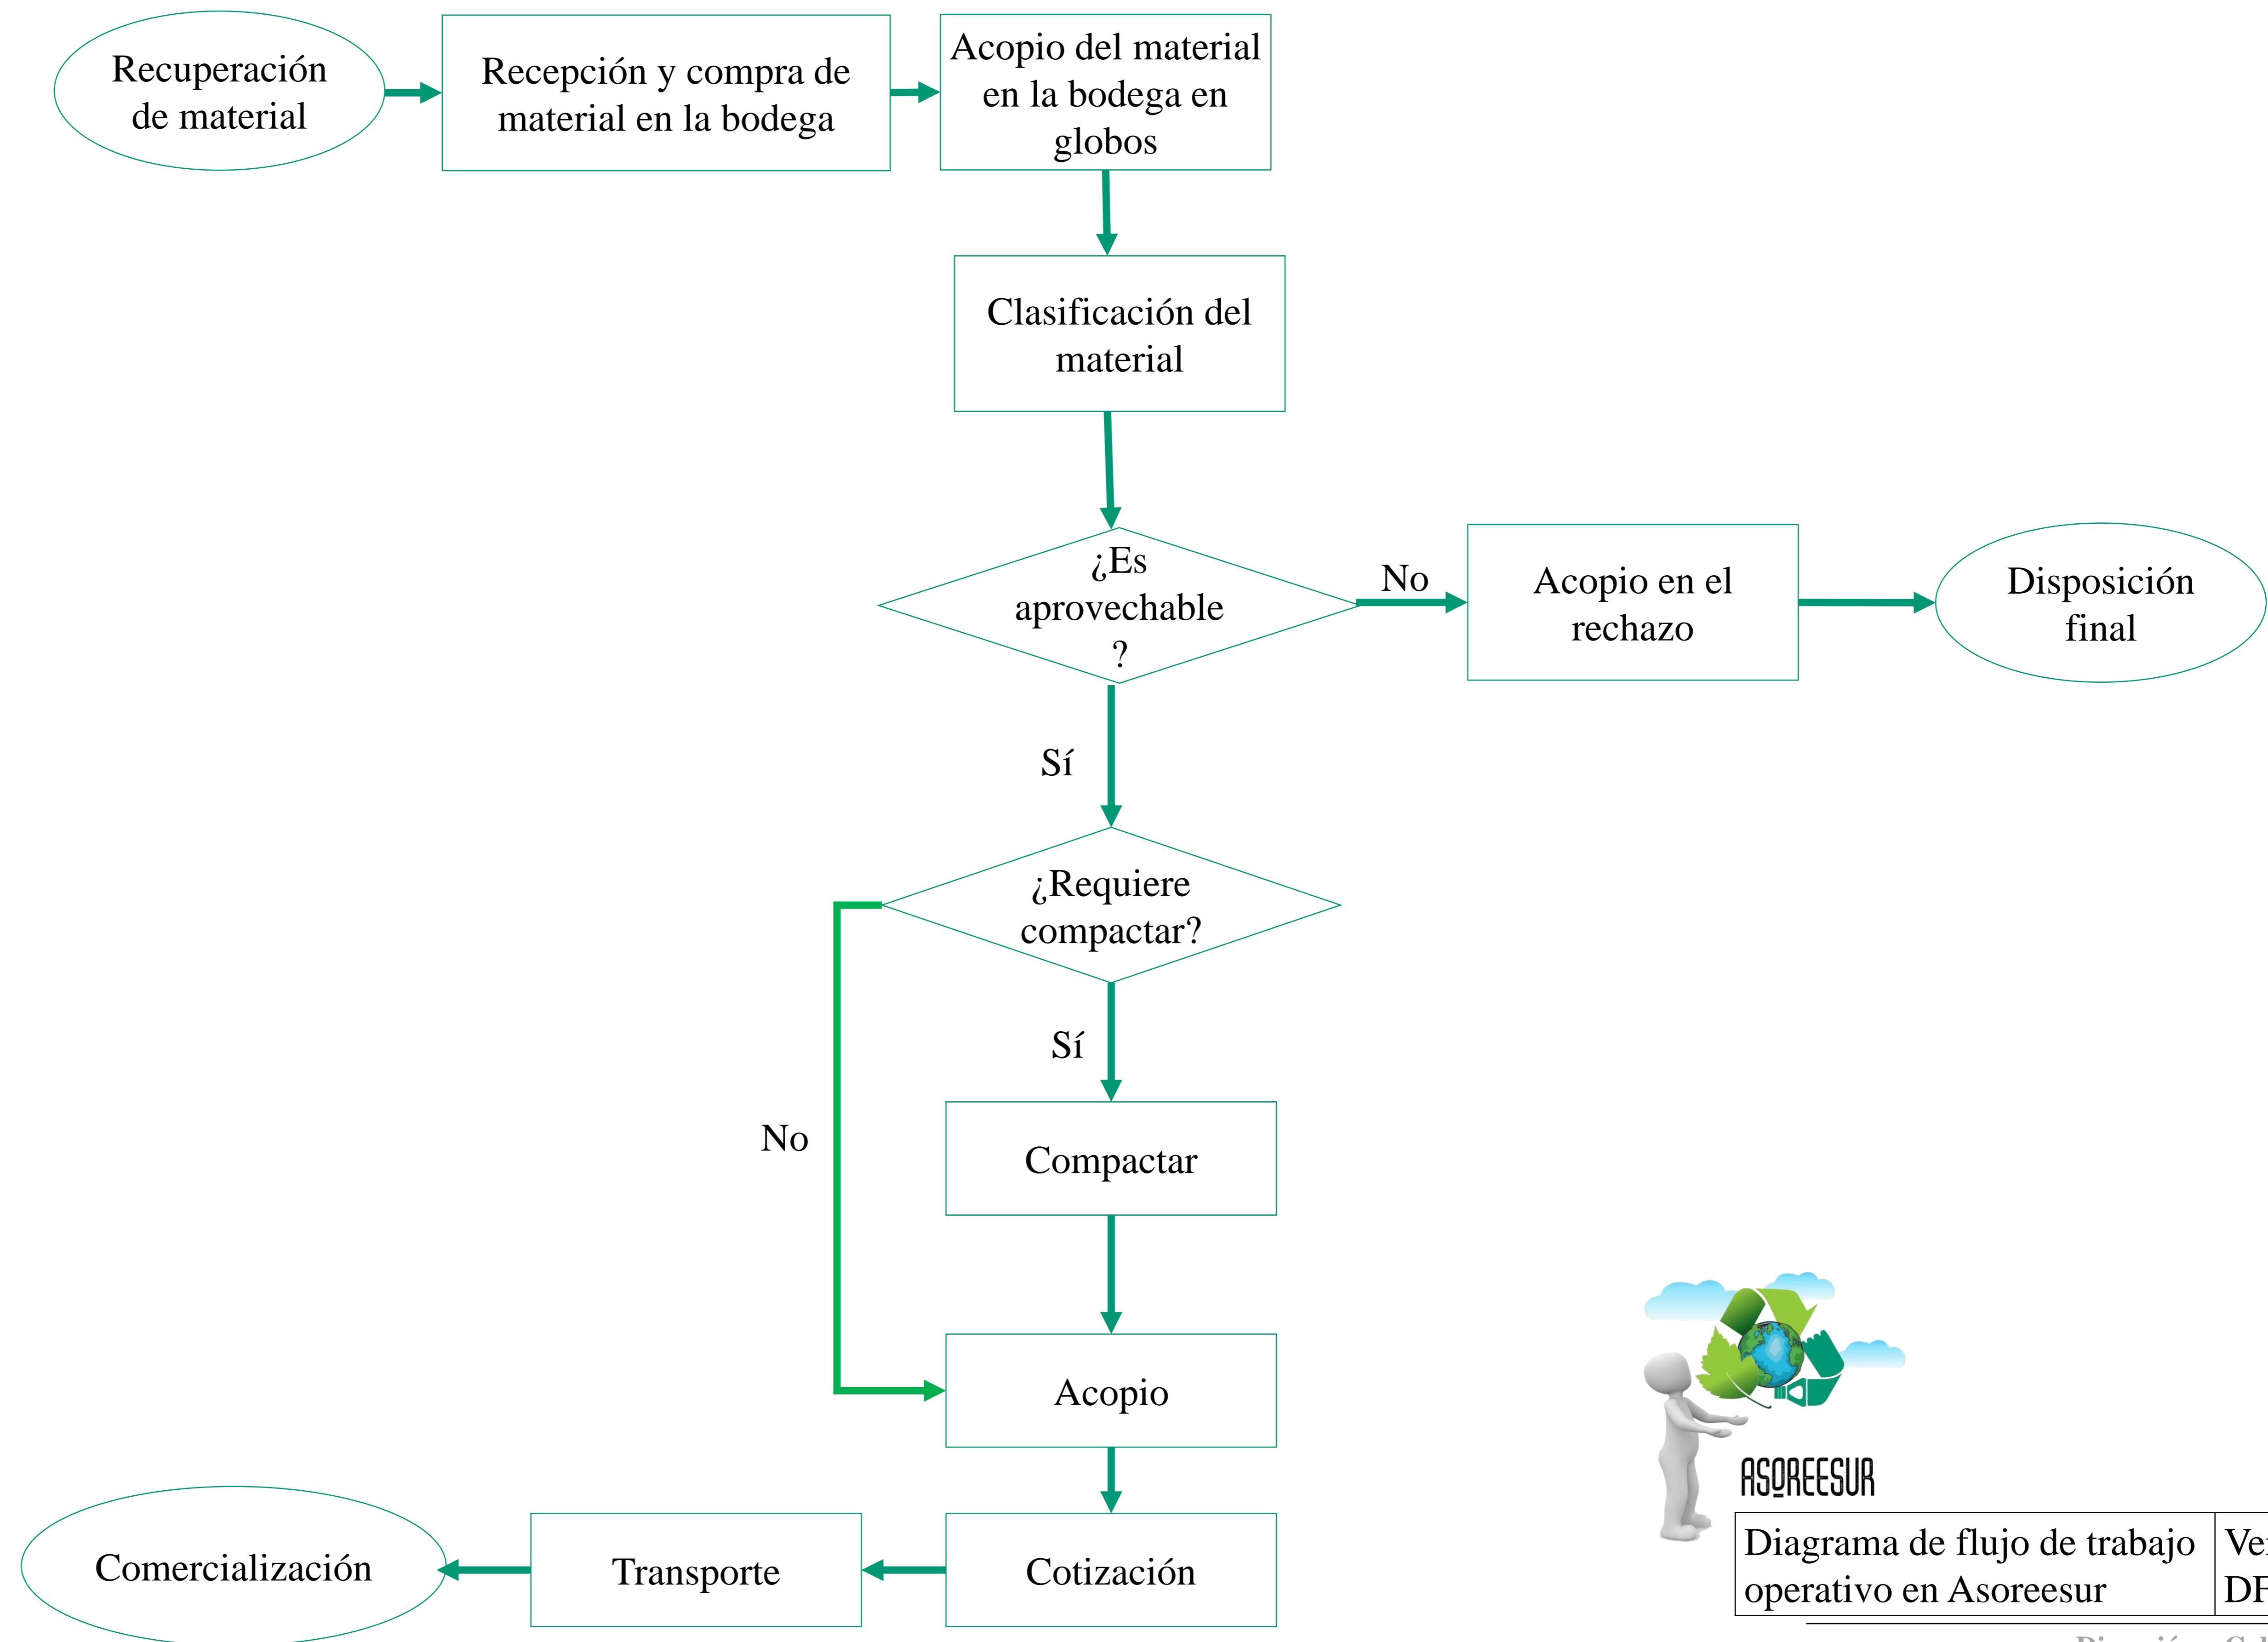 Recuperación
de material
Recepción y compra de
material en la bodega
Acopio del material
en la bodega en
globos
Clasificación del
material
¿Es
aprovechable
?
No
Acopio en el
rechazo
Disposición
final
Sí
¿Requiere
compactar?
Sí
No
Compactar
Acopio
Comercialización
Transporte
Cotización
ASOREESUR
Diagrama de flujo de trabajo
operativo en Asoreesur